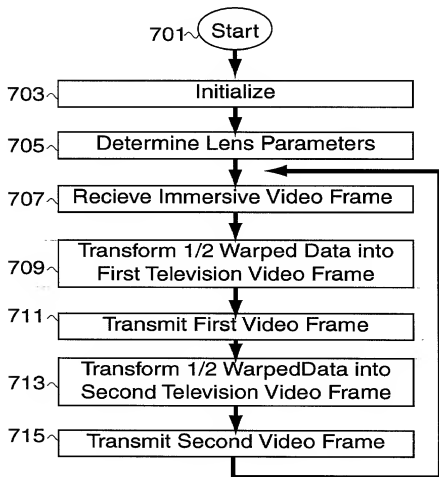 701 Start
703 Initialize
705 Determine Lens Parameters
707 Recieve Immersive Video Frame
709 Transform 1/2 Warped Data into
First Television Video Frame
711 Transmit First Video Frame
713 Transform 1/2 WarpedData into
Second Television Video Frame
715 Transmit Second Video Frame